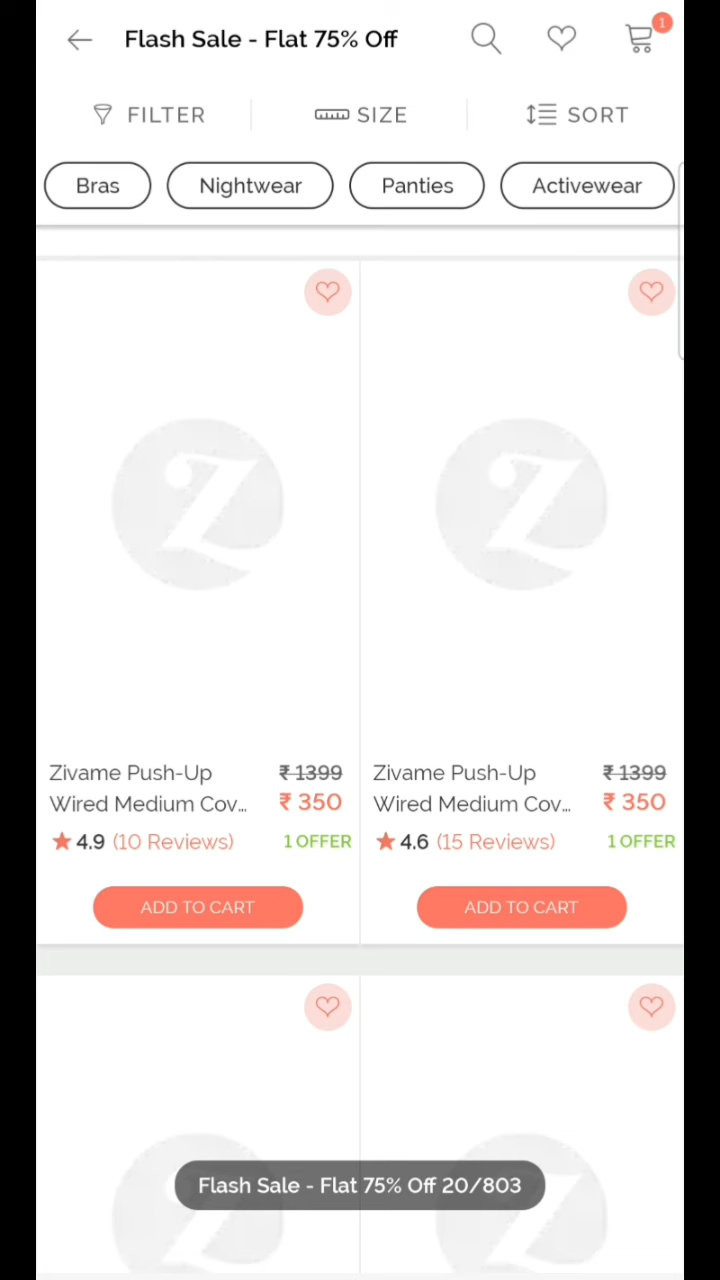 Flash Sale - Flat 75% Off
1
FILTER
SIZE
SORT
Bras
Nightwear
Panties
Activewear
Z
Z
Zivame Push-Up ₹ 1399
Wired Medium Cov... ₹ 350
4.9 (10 Reviews) 1 OFFER
ADD TO CART
Zivame Push-Up ₹ 1399
Wired Medium Cov... ₹ 350
4.6 (15 Reviews) 1 OFFER
ADD TO CART
Z
Z
Flash Sale - Flat 75% Off 20/803